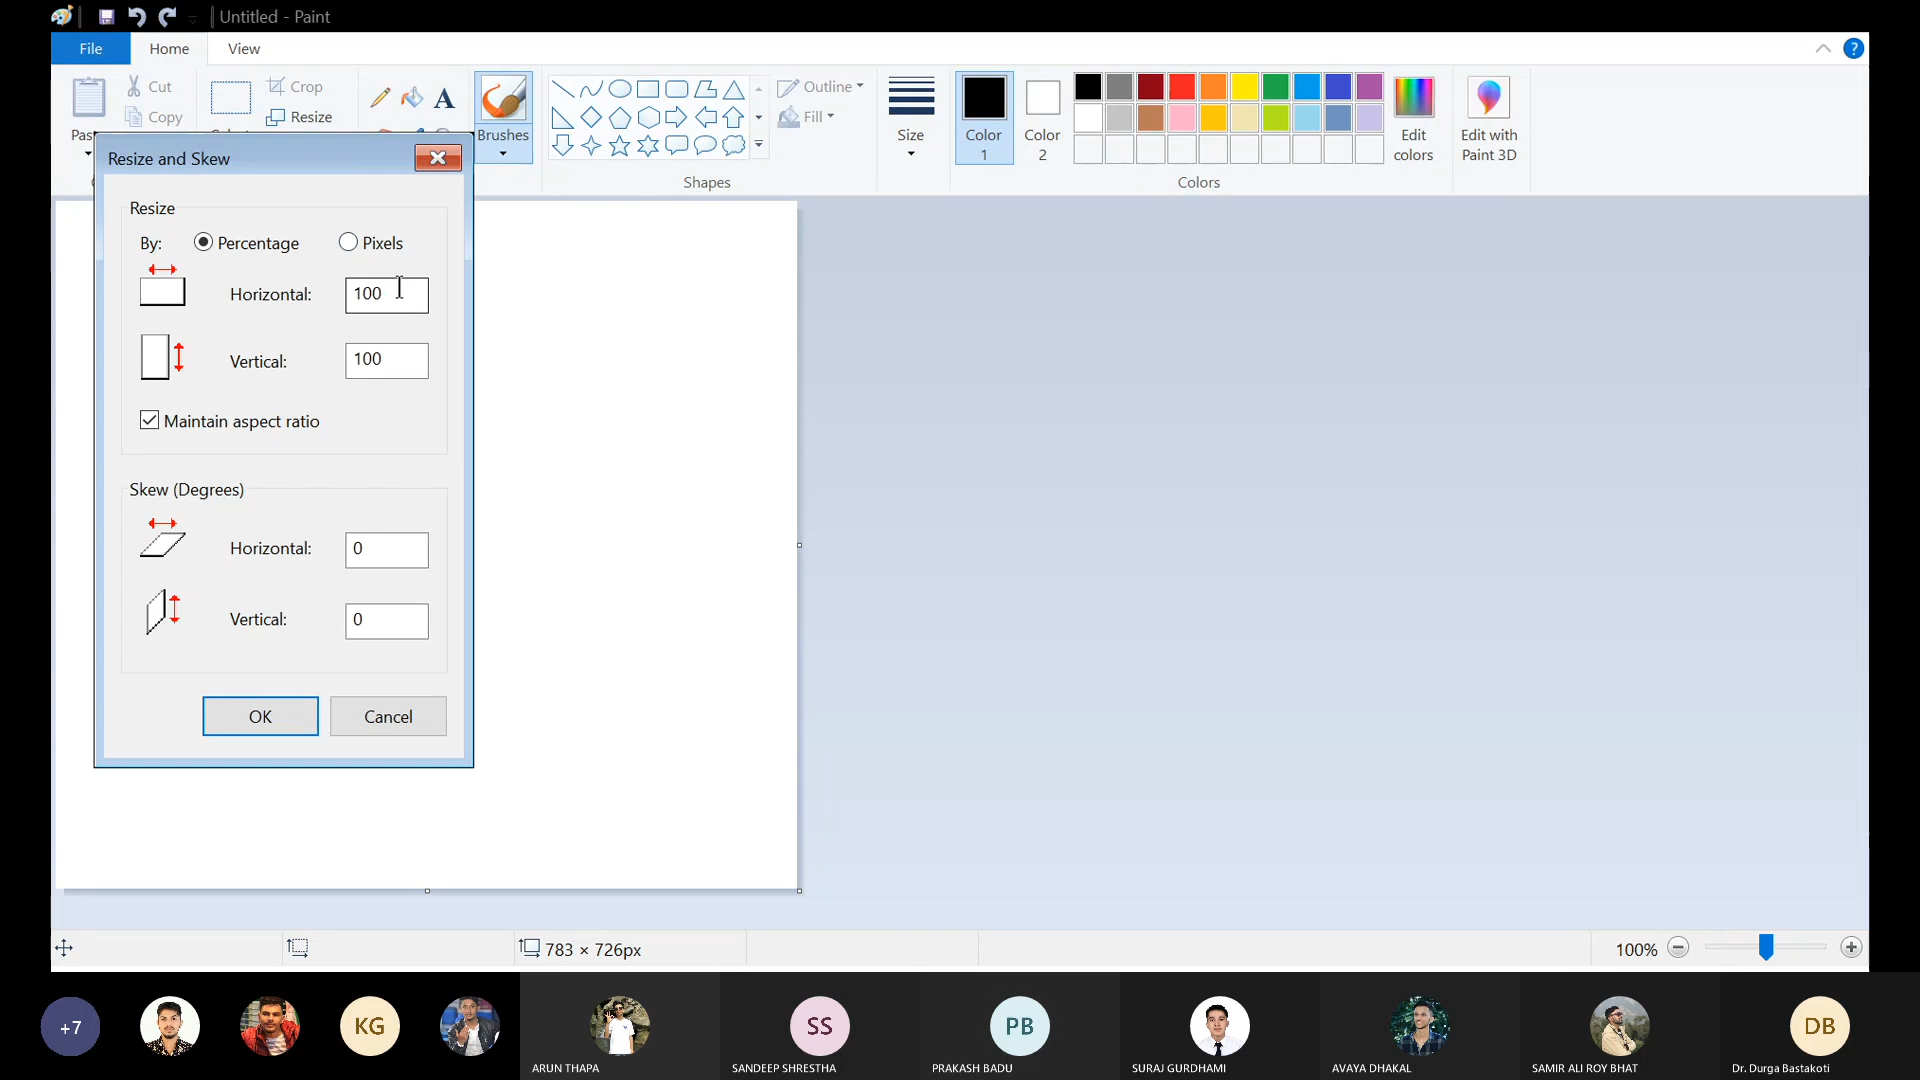 Untitled - Paint
File
Home
View
?
Cut
Copy
Crop
Resize
A
Brushes
Shapes
Outline
Fill
Size
Color
1
Color
2
Edit
colors
Colors
Edit with
Paint 3D
Resize and Skew
Resize
By:
Percentage
Pixels
Horizontal:
100
Vertical:
100
Maintain aspect ratio
Skew (Degrees)
Horizontal:
0
Vertical:
0
OK
Cancel
783 × 726px
100%
+7
KG
SS
PB
DB
ARUN THAPA
SANDEEP SHRESTHA
PRAKASH BADU
SURAJ GURDHAMI
AVAYA DHAKAL
SAMIR ALI ROY BHAT
Dr. Durga Bastakoti